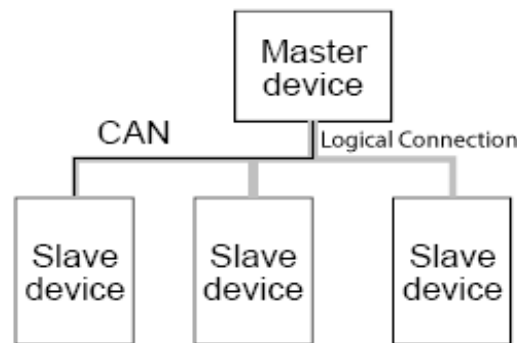 Master
device
CAN
Logical Connection
Slave
device
Slave
device
Slave
device